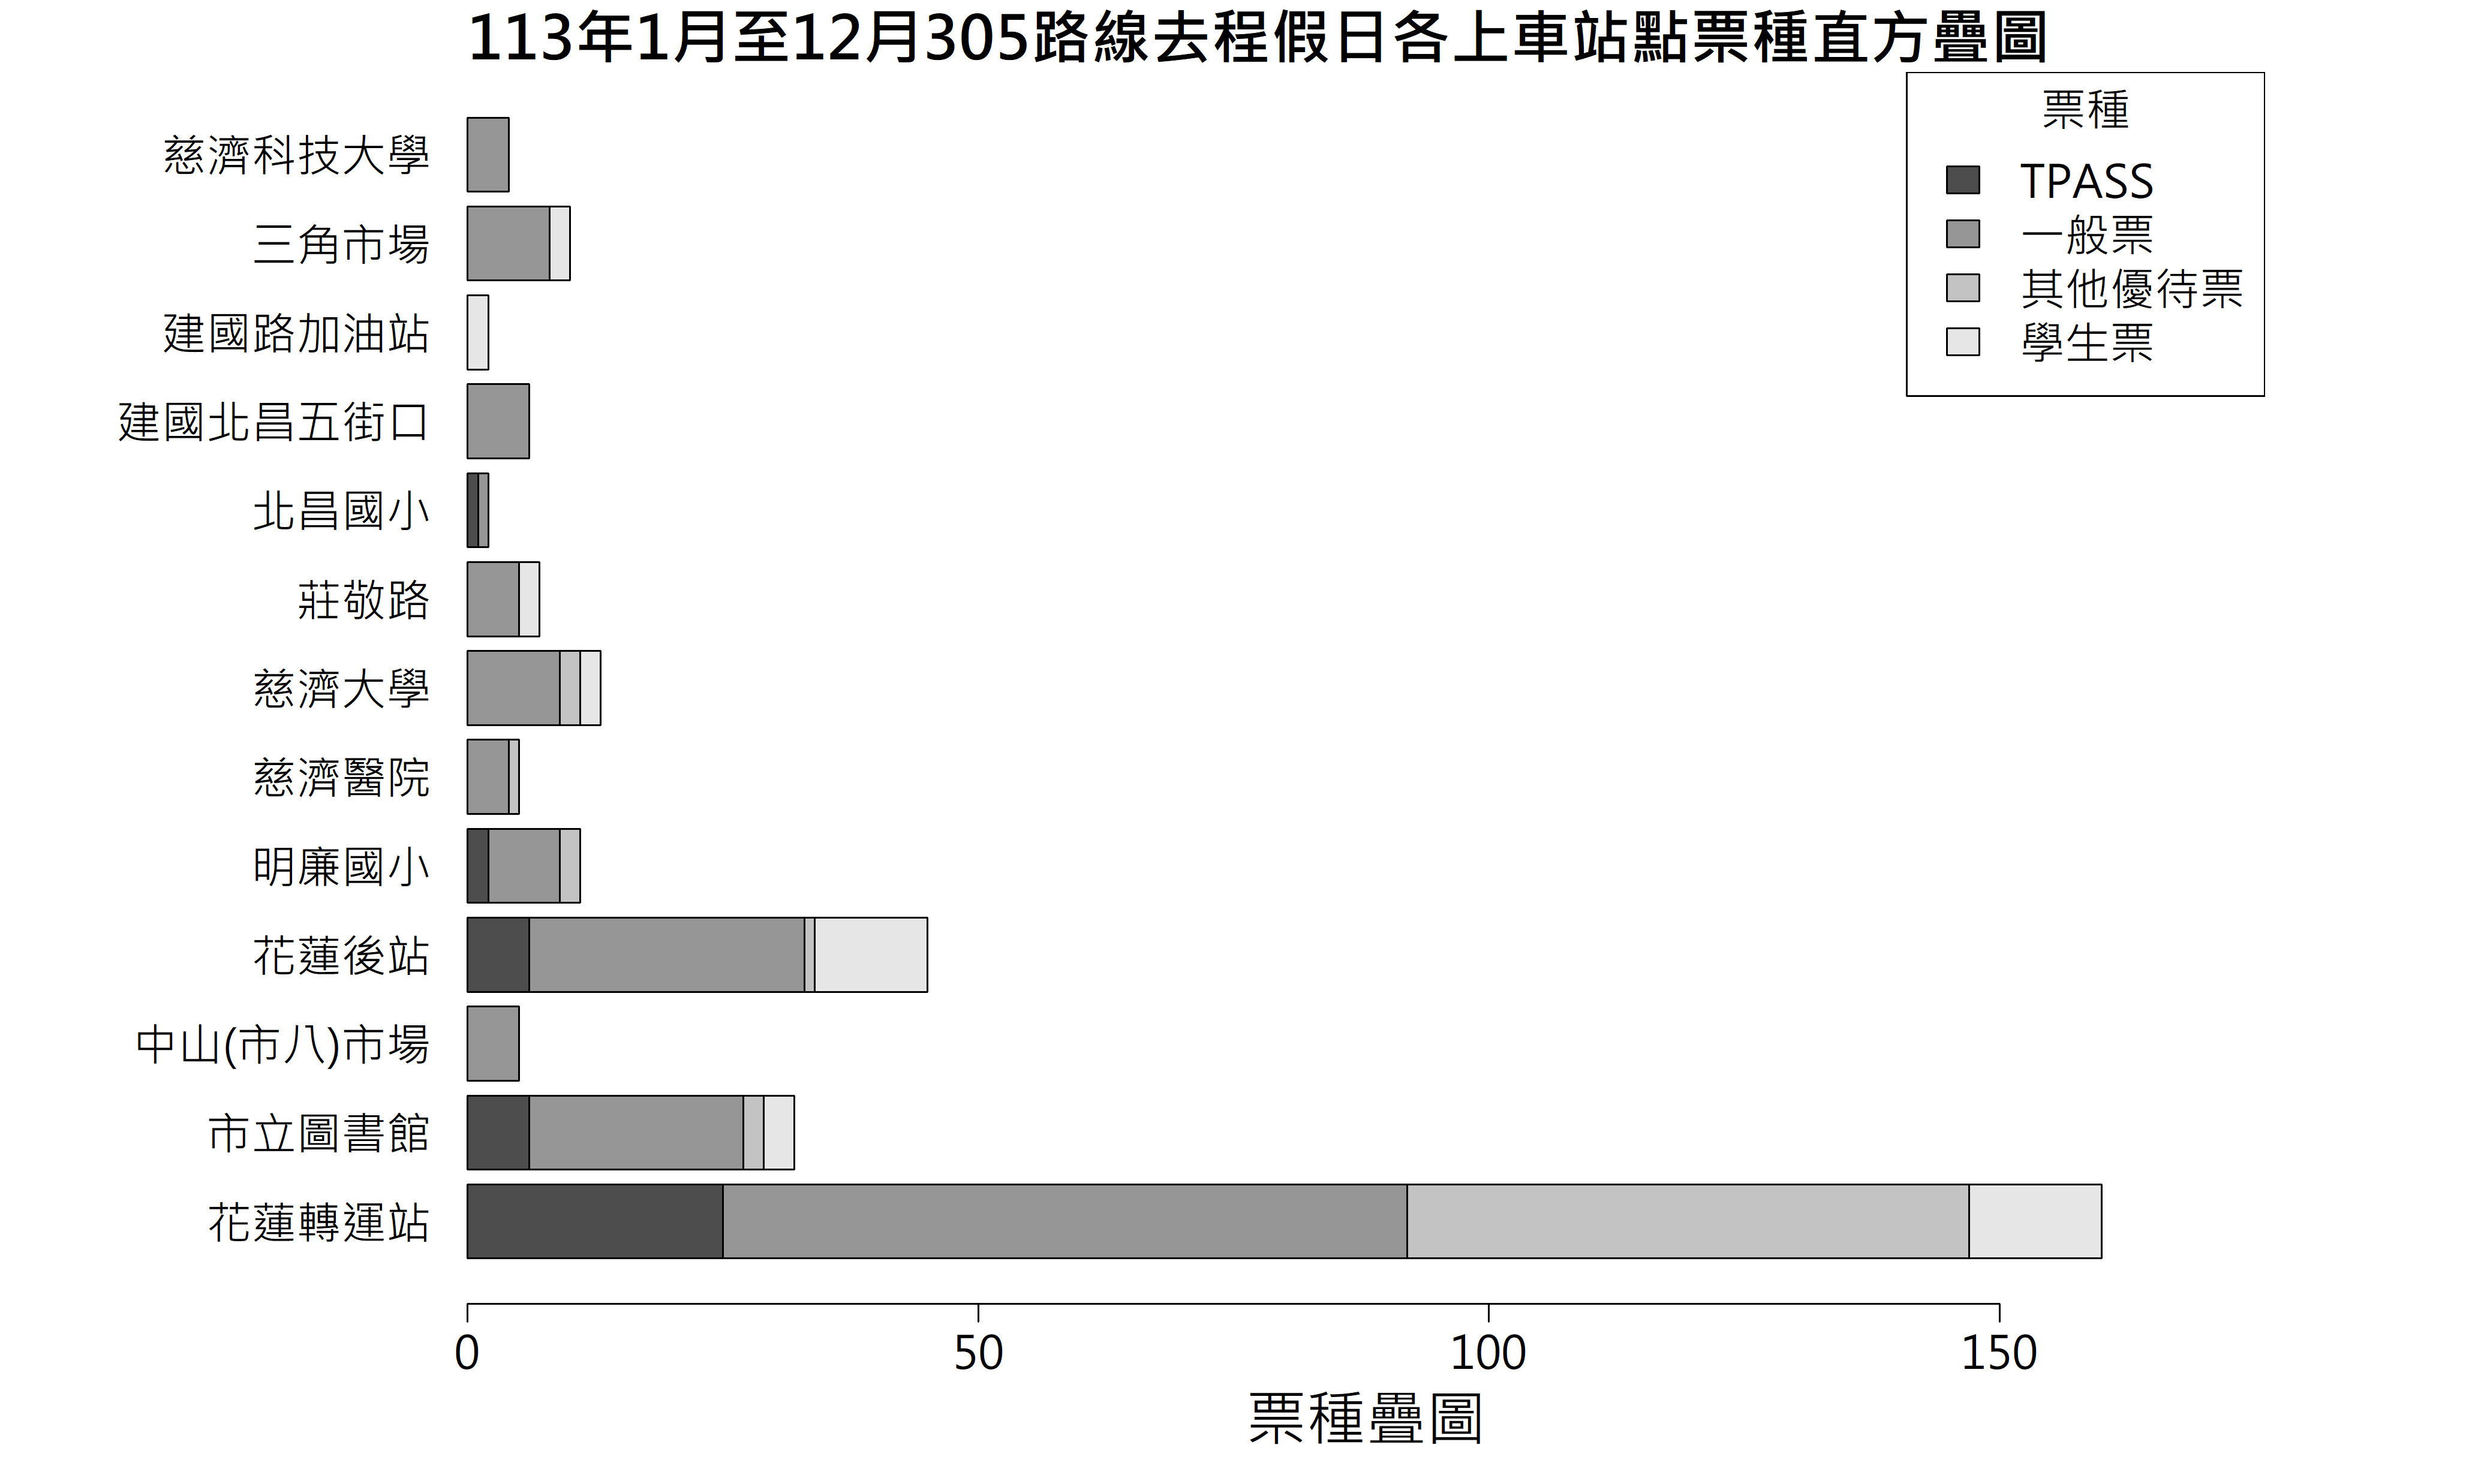 113年1月至12月305路線去程假日各上車站點票種直方疊圖
票種
TPASS
一般票
其他優待票
學生票
慈濟科技大學
三角市場
建國路加油站
建國北昌五街口
北昌國小
莊敬路
慈濟大學
慈濟醫院
明廉國小
花蓮後站
中山(市八)市場
市立圖書館
花蓮轉運站
0 50 100 150
票種疊圖